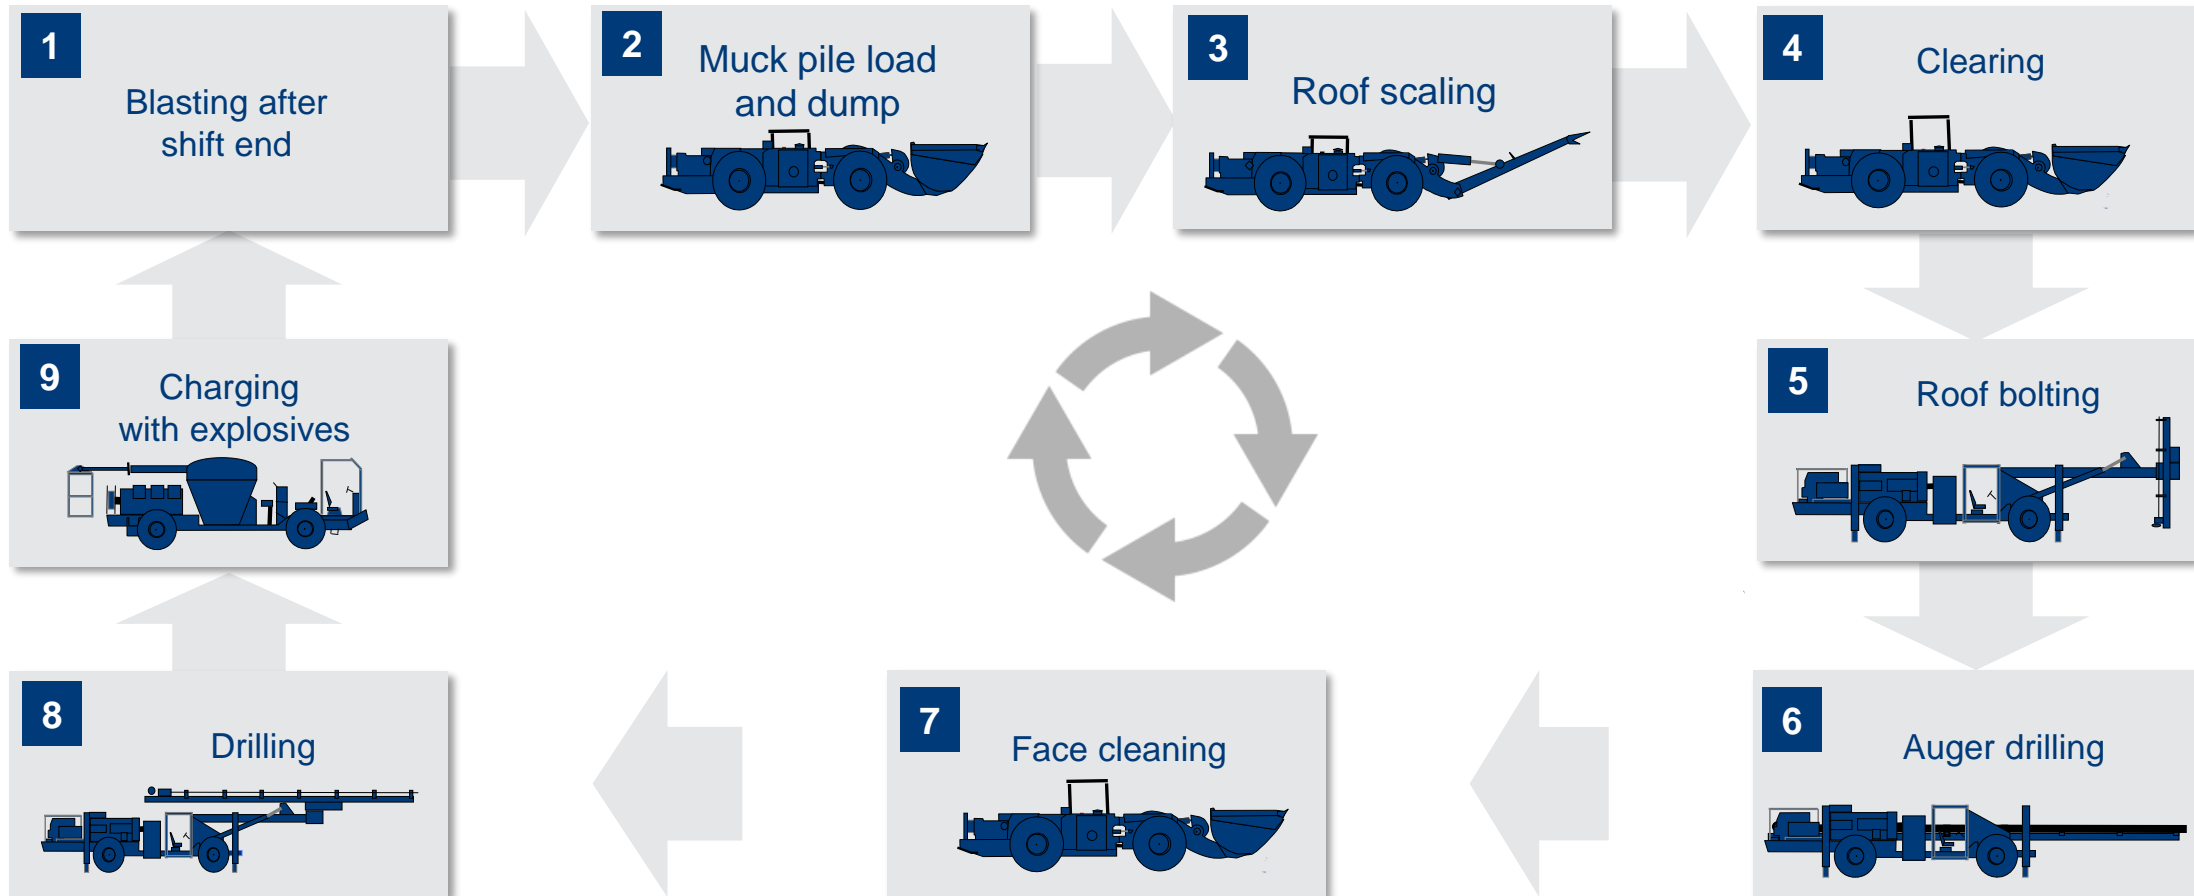 1
Blasting after
shift end
2
Muck pile load
and dump
3
Roof scaling
4
Clearing
5
Roof bolting
6
Auger drilling
7
Face cleaning
8
Drilling
9
Charging
with explosives